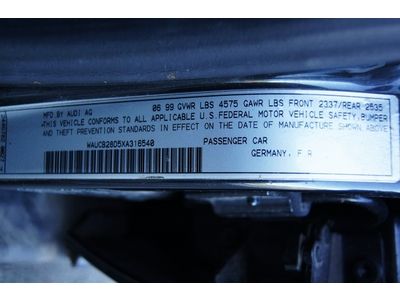 MFD BY AUDI AG 06 99 GVWR LBS 4575 GAWR LBS FRONT 2337/REAR 2535
THIS VEHICLE CONFORMS TO ALL APPLICABLE U.S.FEDERAL MOTOR VEHICLE SAFETY,BUMPER
AND THEFT PREVENTION STANDARDS IN EFFECT ON THE DATE OF MANUFACTURE
WAUCB28D5XA316540 PASSENGER CAR
GERMANY, F R